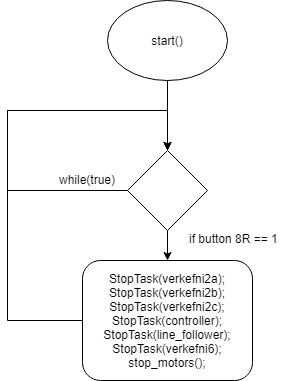 start()
while(true)
if button 8R == 1
StopTask(verkefni2a);
StopTask(verkefni2b);
StopTask(verkefni2c);
StopTask(controller);
StopTask(line_follower);
StopTask(verkefni6);
stop_motors();